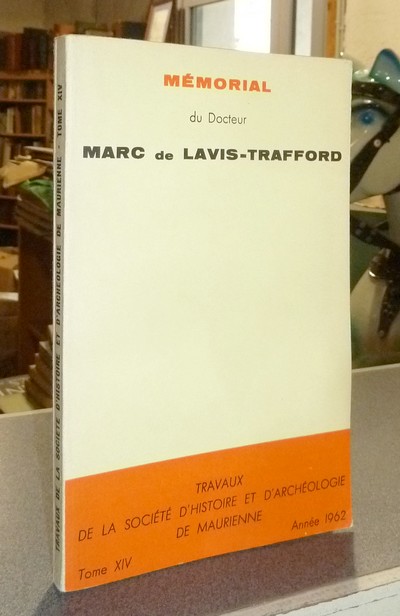 MÉMORIAL
du Docteur
MARC de LAVIS-TRAFFORD
TRAVAUX
DE LA SOCIÉTÉ D'HISTOIRE ET D'ARCHÉOLOGIE
DE MAURIENNE
Tome XIV Année 1962
TRAVAUX DE LA SOCIÉTÉ D'HISTOIRE ET D'ARCHÉOLOGIE DE MAURIENNE - TOME XIV